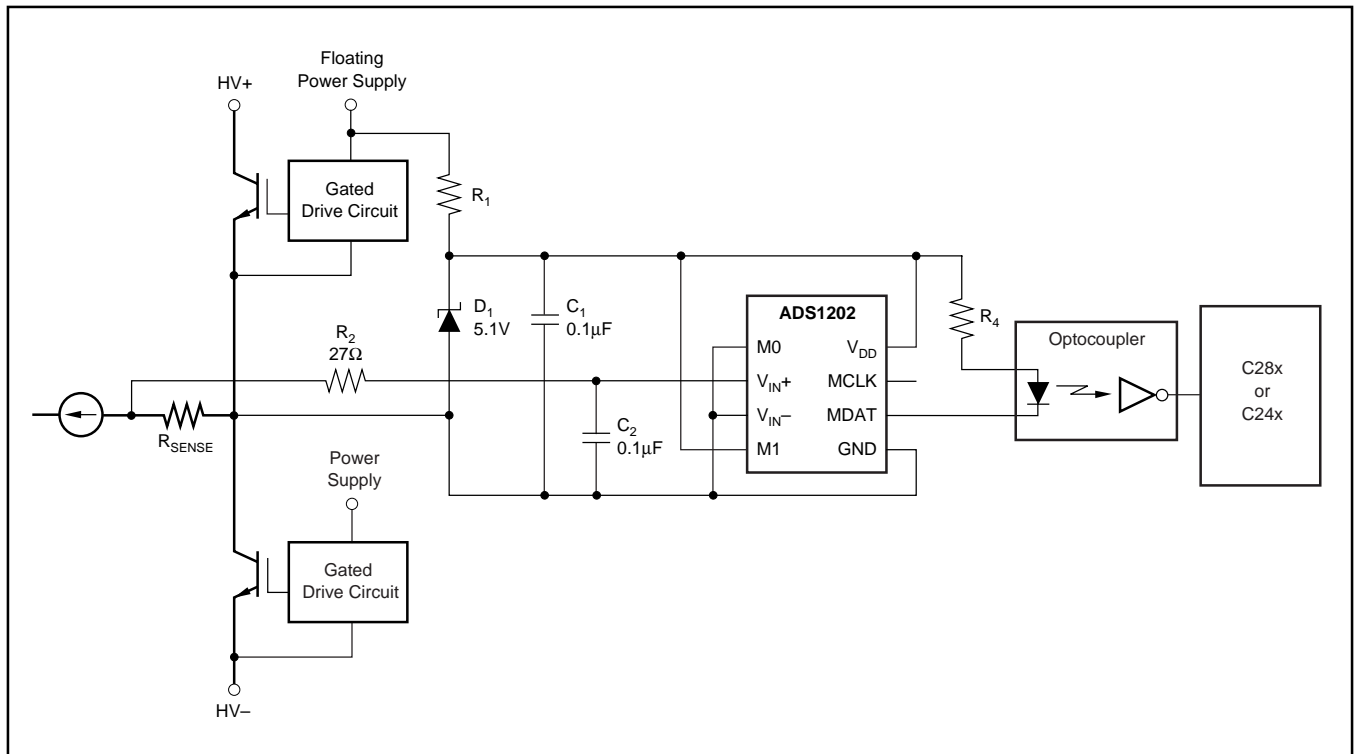 Floating
Power Supply
HV+
Gated
Drive Circuit
R1
D1
5.1V
C1
0.1μF
R2
27Ω
RSENSE
C2
0.1μF
ADS1202
M0
VDD
VIN+
MCLK
VIN–
MDAT
M1
GND
R4
Optocoupler
C28x
or
C24x
Power
Supply
Gated
Drive Circuit
HV–